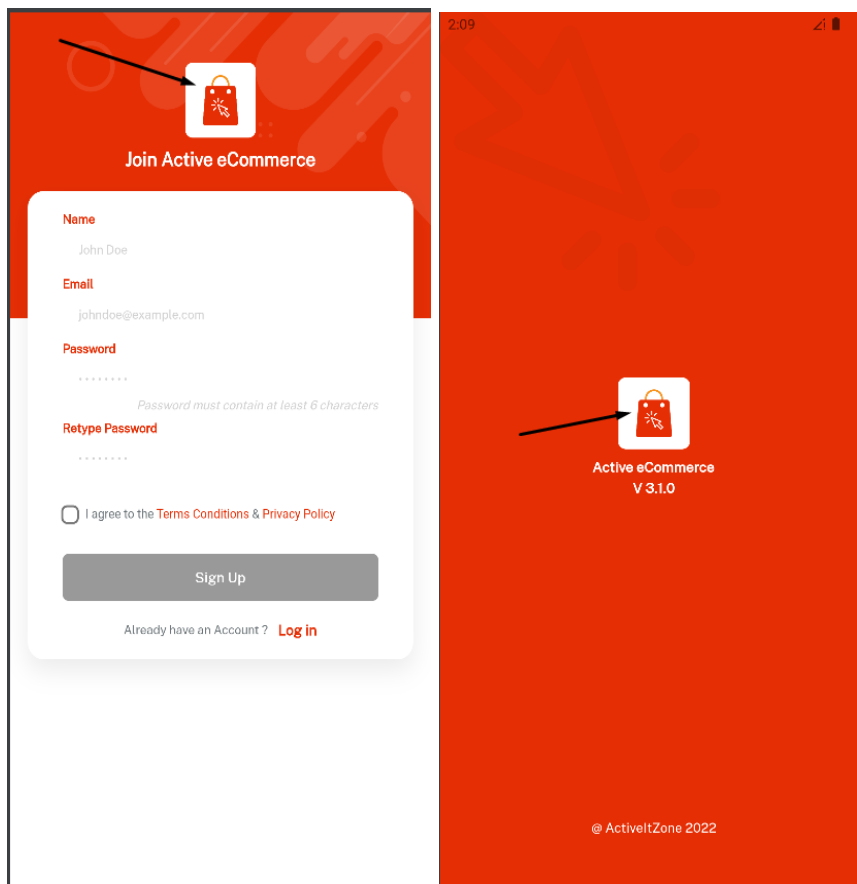 Join Active eCommerce
Name
John Doe
Email
johndoe@example.com
Password
Password must contain at least 6 characters
Retype Password
I agree to the Terms Conditions & Privacy Policy
Sign Up
Already have an Account ? Log in
2:09
Active eCommerce
V 3.1.0
@ ActiveItZone 2022